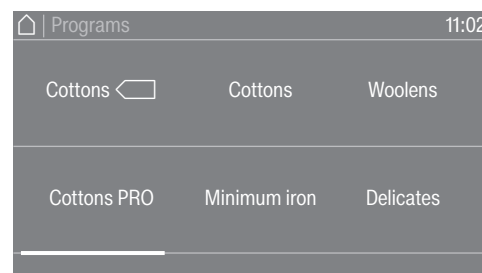 | Programs 11:02
Cottons Cottons Woolens
Cottons PRO Minimum iron Delicates